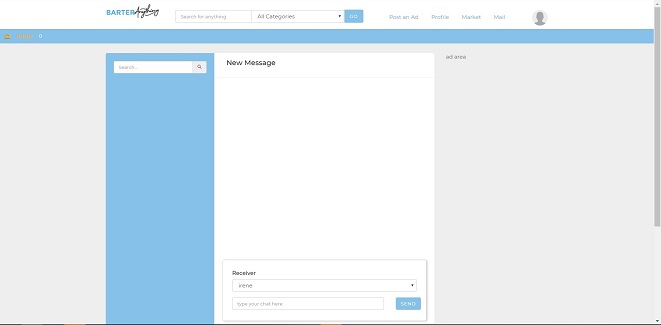 BARTER Anything
Search for anything
All Categories
GO
Post an Ad
Profile
Market
Mail
0
Search...
New Message
ad area
Receiver
irene
type your chat here
SEND